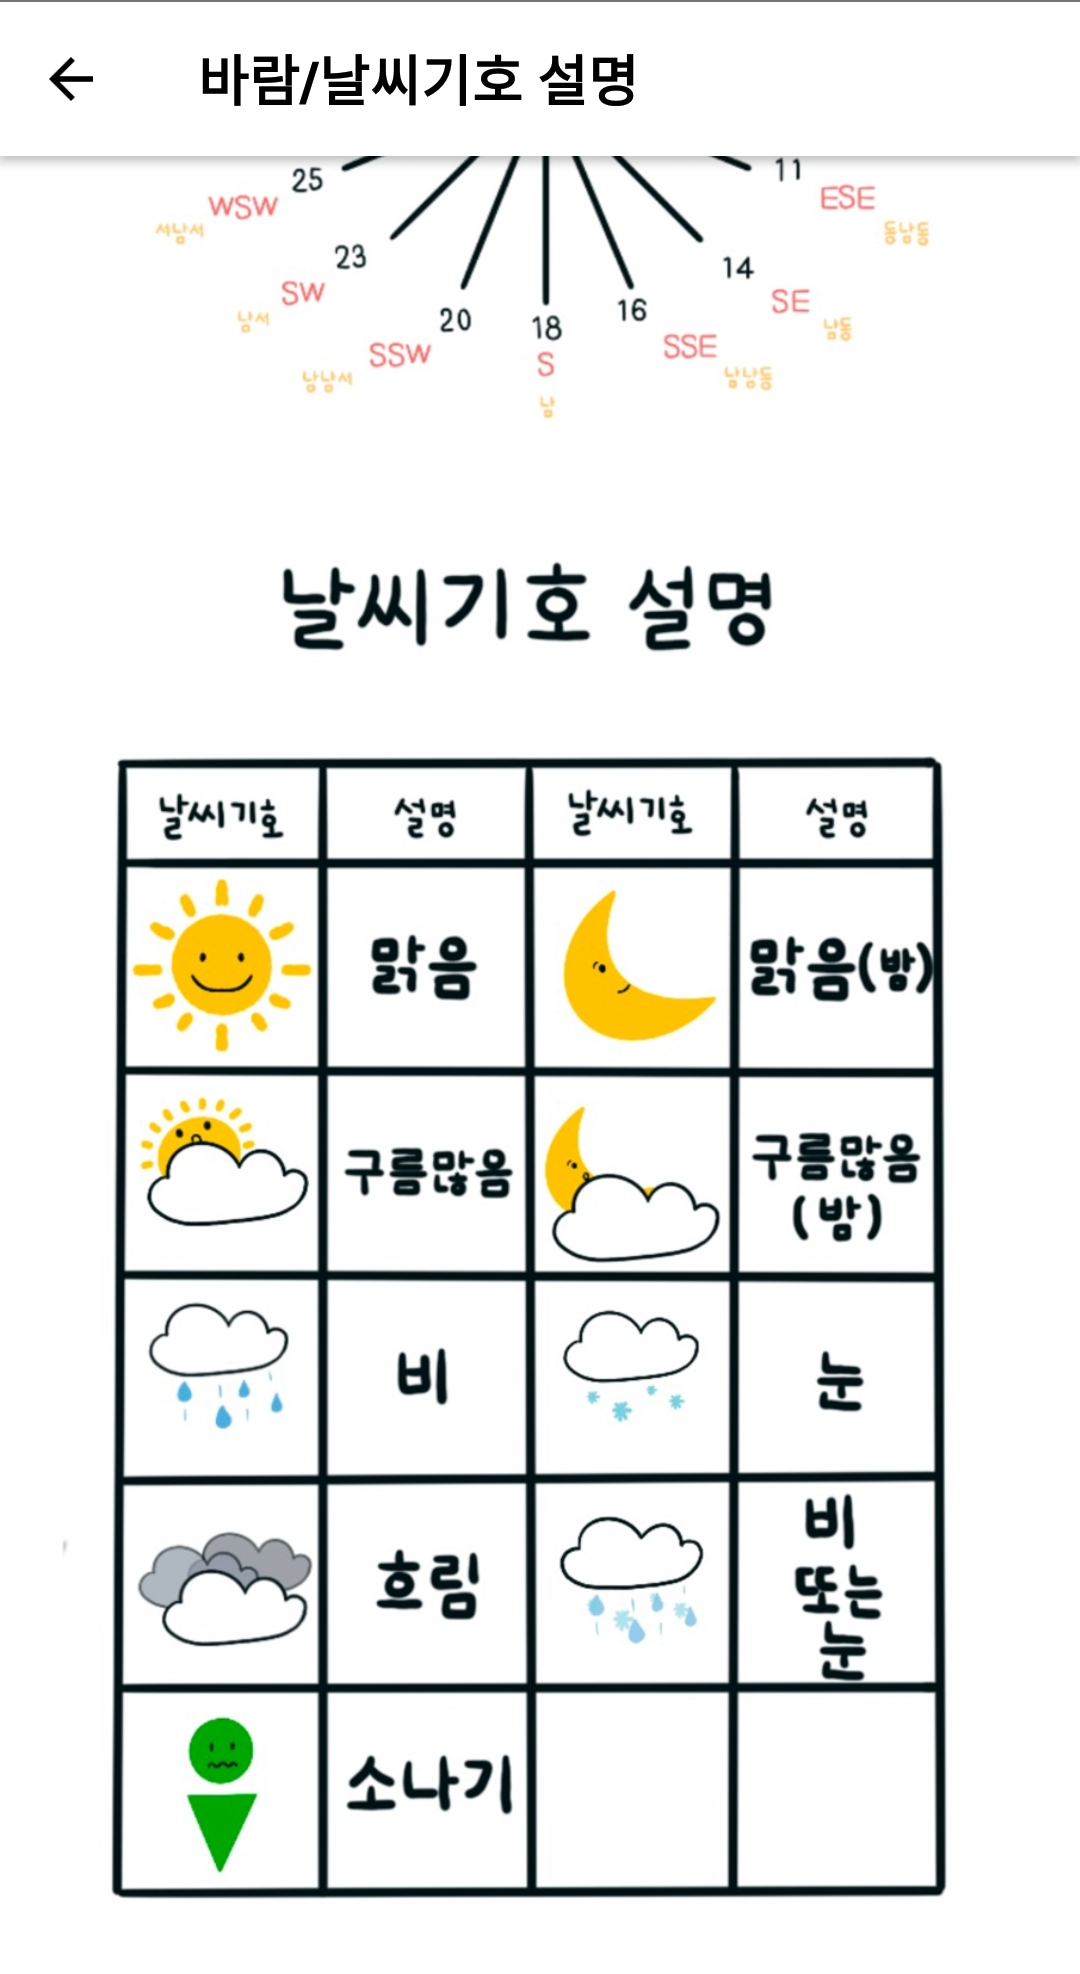 바람/날씨기호 설명
25
11
WSW
ESE
서남서
동남동
23
14
SW
SE
남서
남동
20
18
16
SSW
S
SSE
남남서
남
남남동
날씨기호 설명
날씨기호 설명 날씨기호 설명
맑음 맑음(밤)
구름많음 구름많음
(밤)
비 눈
흐림 비
또는
눈
소나기